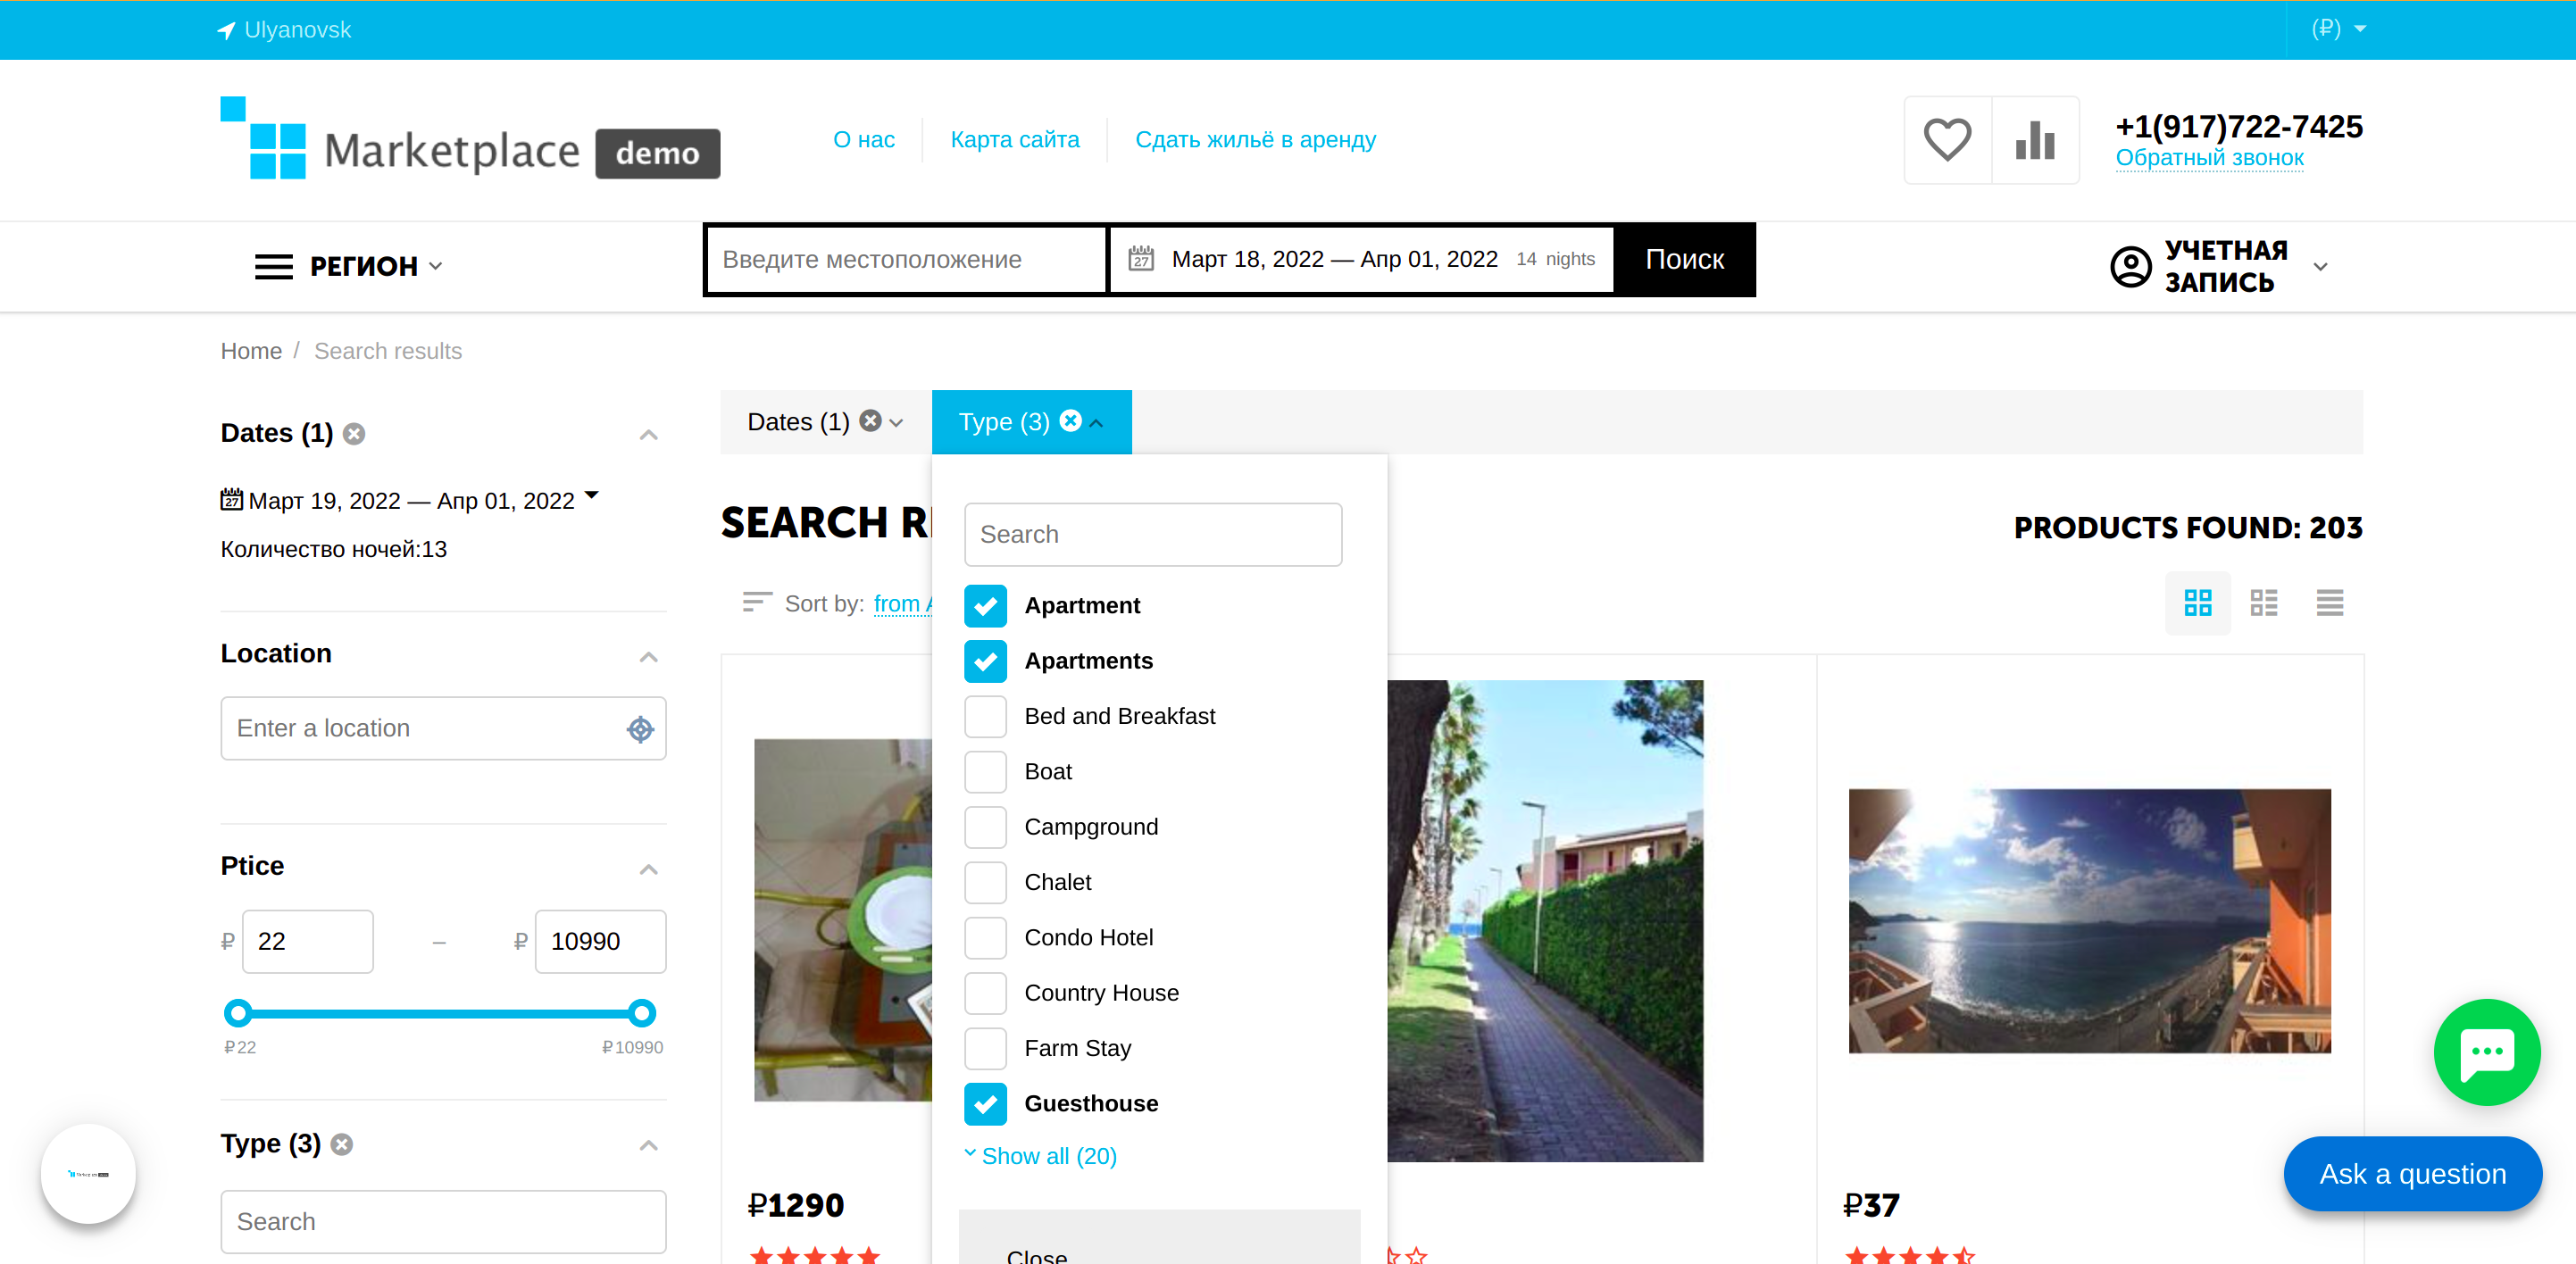 Ulyanovsk
(₽)
Marketplace demo
О нас
Карта сайта
Сдать жильё в аренду
+1(917)722-7425
Обратный звонок
РЕГИОН
Введите местоположение
27
Март 18, 2022 — Апр 01, 2022
14 nights
Поиск
УЧЕТНАЯ
ЗАПИСЬ
Home / Search results
Dates (1)
27 Март 19, 2022 — Апр 01, 2022
Количество ночей:13
Location
Enter a location
Ptice
₽ 22 – ₽ 10990
₽22 ₽10990
Type (3)
Search
Dates (1)
Type (3)
SEARCH R
PRODUCTS FOUND: 203
Sort by: from
Search
Apartment
Apartments
Bed and Breakfast
Boat
Campground
Chalet
Condo Hotel
Country House
Farm Stay
Guesthouse
Show all (20)
Close
₽1290
₽37
Ask a question